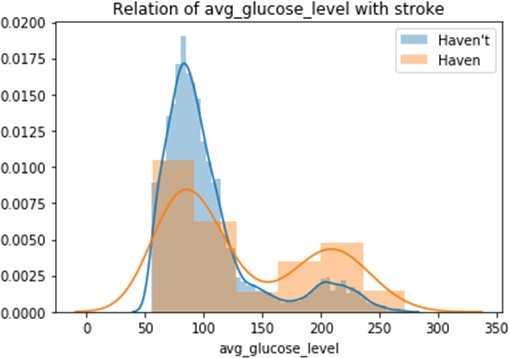 Relation of avg_glucose_level with stroke
0.0200
0.0175
0.0150
0.0125
0.0100
0.0075
0.0050
0.0025
0.0000
Haven't
Haven
0 50 100 150 200 250 300 350
avg_glucose_level